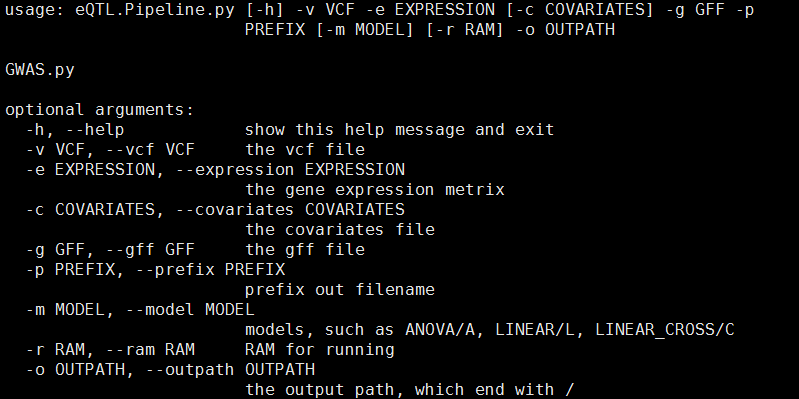 usage: eQTL.Pipeline.py [-h] -v VCF -e EXPRESSION [-c COVARIATES] -g GFF -p
PREFIX [-m MODEL] [-r RAM] -o OUTPATH
GWAS.py
optional arguments:
-h, --help show this help message and exit
-v VCF, --vcf VCF the vcf file
-e EXPRESSION, --expression EXPRESSION
the gene expression metrix
-c COVARIATES, --covariates COVARIATES
the covariates file
-g GFF, --gff GFF the gff file
-p PREFIX, --prefix PREFIX
prefix out filename
-m MODEL, --model MODEL
models, such as ANOVA/A, LINEAR/L, LINEAR_CROSS/C
-r RAM, --ram RAM RAM for running
-o OUTPATH, --outpath OUTPATH
the output path, which end with /